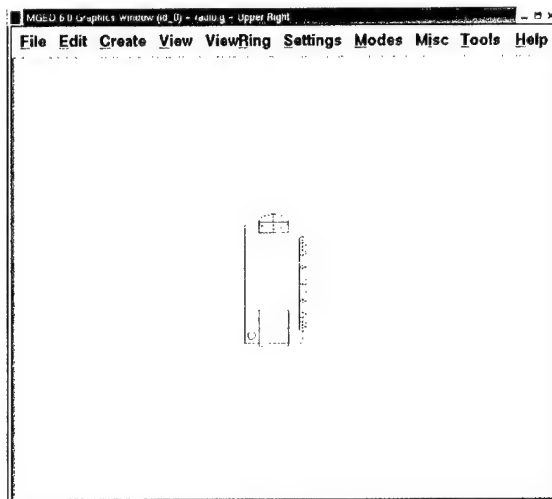 MGED 6.0 Graphics Window (id_0) - radio.g - Upper Right
File Edit Create View ViewRing Settings Modes Misc Tools Help